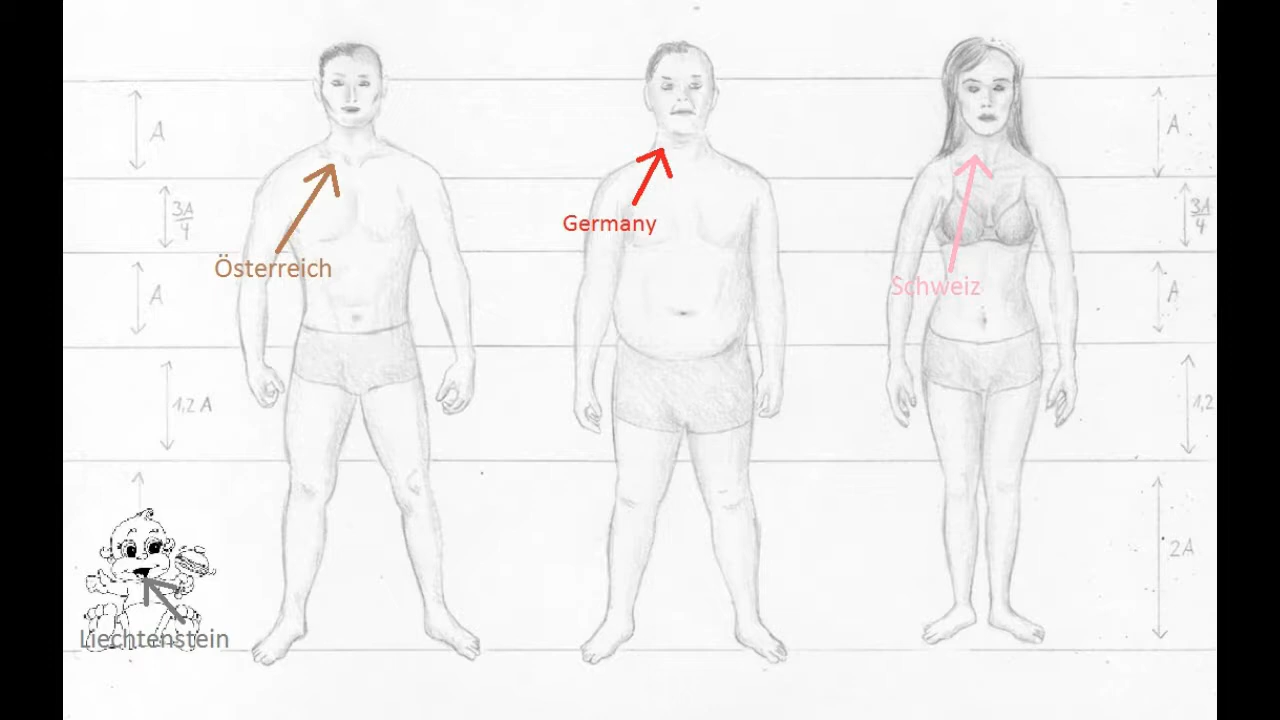 A
3A
4
A
1,2 A
Österreich
Germany
Schweiz
Liechtenstein
A
3A
4
A
1,2
2A